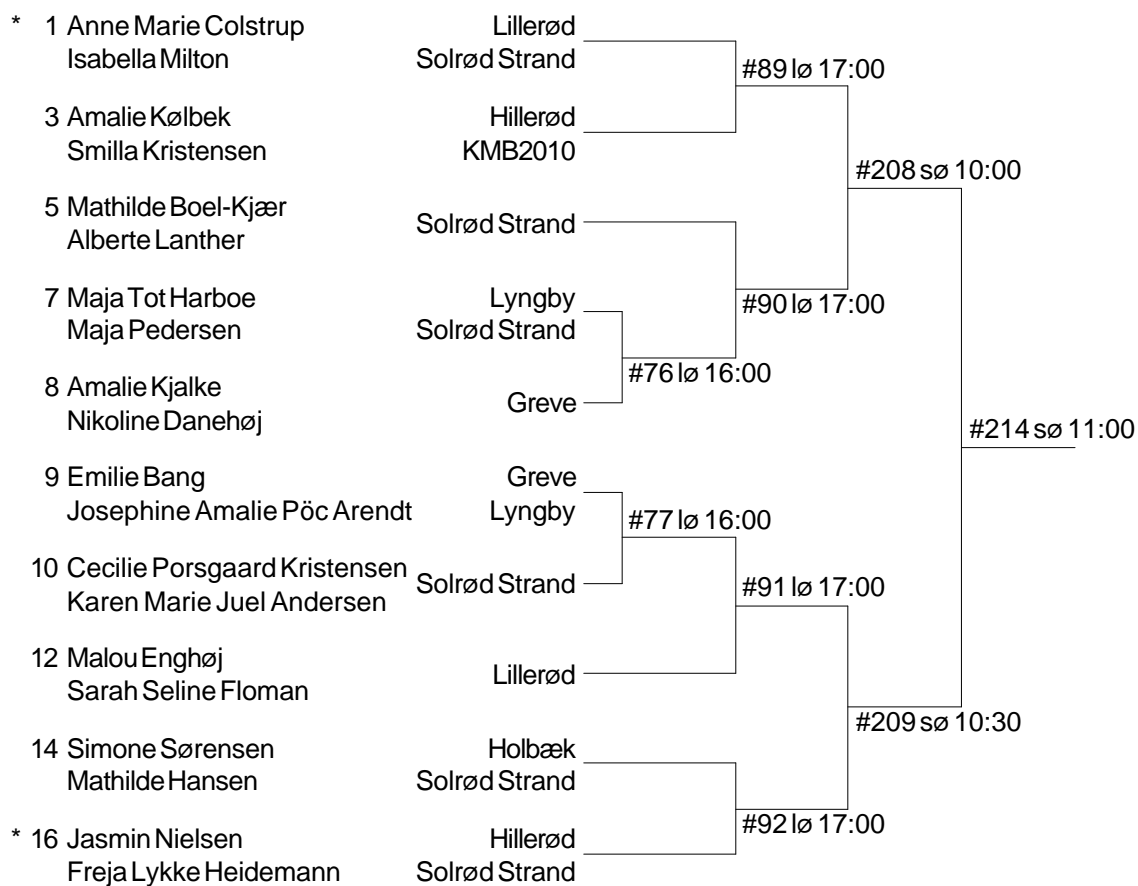 * 1 Anne Marie Colstrup Lillerød
Isabella Milton Solrød Strand
#89 lø 17:00
3 Amalie Kølbek Hillerød
Smilla Kristensen KMB2010
#208 sø 10:00
5 Mathilde Boel-Kjær
Solrød Strand
Alberte Lanther
7 Maja Tot Harboe Lyngby
#90 lø 17:00
Maja Pedersen Solrød Strand
#76 lø 16:00
8 Amalie Kjalke
Greve
Nikoline Danehøj
#214 sø 11:00
9 Emilie Bang Greve
Josephine Amalie Pöc Arendt Lyngby
#77 lø 16:00
10 Cecilie Porsgaard Kristensen
Solrød Strand
#91 lø 17:00
Karen Marie Juel Andersen
12 Malou Enghøj
Lillerød
Sarah Seline Floman
#209 sø 10:30
14 Simone Sørensen Holbæk
Mathilde Hansen Solrød Strand
#92 lø 17:00
* 16 Jasmin Nielsen Hillerød
Freja Lykke Heidemann Solrød Strand